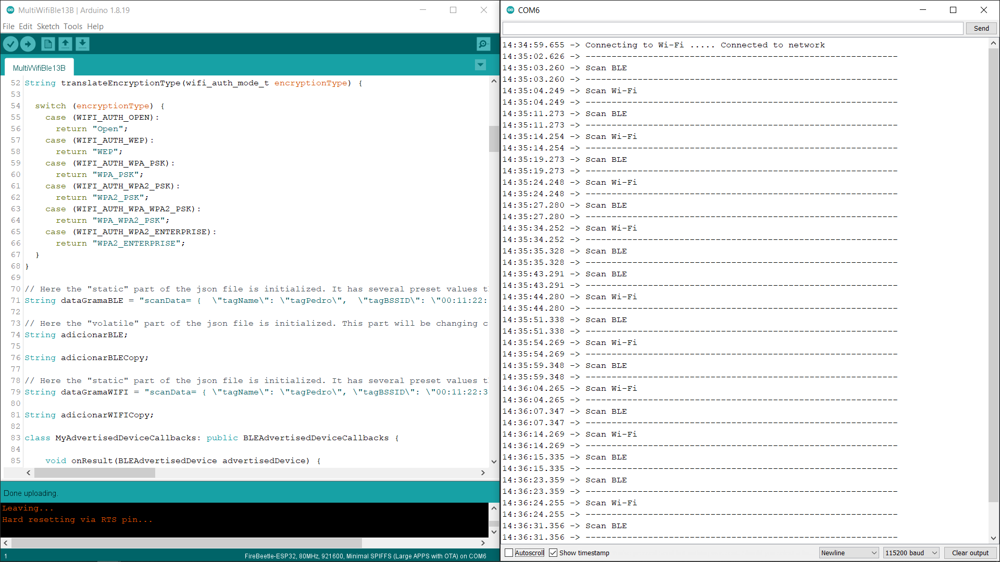 MultiWifiBle13B | Arduino 1.8.19
File Edit Sketch Tools Help
MultiWifiBle13B
52 String translateEncryptionType(wifi_auth_mode_t encryptionType) {
53
54 switch (encryptionType) {
55 case (WIFI_AUTH_OPEN):
56 return "Open";
57 case (WIFI_AUTH_WEP):
58 return "WEP";
59 case (WIFI_AUTH_WPA_PSK):
60 return "WPA_PSK";
61 case (WIFI_AUTH_WPA2_PSK):
62 return "WPA2_PSK";
63 case (WIFI_AUTH_WPA_WPA2_PSK):
64 return "WPA_WPA2_PSK";
65 case (WIFI_AUTH_WPA2_ENTERPRISE):
66 return "WPA2_ENTERPRISE";
67 }
68 }
69
70 // Here the "static" part of the json file is initialized. It has several preset values t
71 String dataGramaBLE = "scanData= {  \"tagName\": \"tagPedro\",  \"tagBSSID\": \"00:11:22:
72
73 // Here the "volatile" part of the json file is initialized. This part will be changing c
74 String adicionarBLE;
75
76 String adicionarBLECopy;
77
78 // Here the "static" part of the json file is initialized. It has several preset values t
79 String dataGramaWIFI = "scanData= { \"tagName\": \"tagPedro\", \"tagBSSID\": \"00:11:22:3
80
81 String adicionarWIFICopy;
82
83 class MyAdvertisedDeviceCallbacks: public BLEAdvertisedDeviceCallbacks {
84
85 void onResult(BLEAdvertisedDevice advertisedDevice) {
Done uploading.
Leaving...
Hard resetting via RTS pin...
1 FireBeetle-ESP32, 80MHz, 921600, Minimal SPIFFS (Large APPS with OTA) on COM6
COM6
Send
14:34:59.655 -> Connecting to Wi-Fi ..... Connected to network
14:35:02.626 -> ------------------------------------------------------------
14:35:03.260 -> Scan BLE
14:35:03.260 -> ------------------------------------------------------------
14:35:04.249 -> Scan Wi-Fi
14:35:04.249 -> ------------------------------------------------------------
14:35:11.273 -> Scan BLE
14:35:11.273 -> ------------------------------------------------------------
14:35:14.254 -> Scan Wi-Fi
14:35:14.254 -> ------------------------------------------------------------
14:35:19.273 -> Scan BLE
14:35:19.273 -> ------------------------------------------------------------
14:35:24.248 -> Scan Wi-Fi
14:35:24.248 -> ------------------------------------------------------------
14:35:27.280 -> Scan BLE
14:35:27.280 -> ------------------------------------------------------------
14:35:34.252 -> Scan Wi-Fi
14:35:34.252 -> ------------------------------------------------------------
14:35:35.328 -> Scan BLE
14:35:35.328 -> ------------------------------------------------------------
14:35:43.291 -> Scan BLE
14:35:43.291 -> ------------------------------------------------------------
14:35:44.280 -> Scan Wi-Fi
14:35:44.280 -> ------------------------------------------------------------
14:35:51.338 -> Scan BLE
14:35:51.338 -> ------------------------------------------------------------
14:35:54.269 -> Scan Wi-Fi
14:35:54.269 -> ------------------------------------------------------------
14:35:59.348 -> Scan BLE
14:35:59.348 -> ------------------------------------------------------------
14:36:04.265 -> Scan Wi-Fi
14:36:04.265 -> ------------------------------------------------------------
14:36:07.347 -> Scan BLE
14:36:07.347 -> ------------------------------------------------------------
14:36:14.269 -> Scan Wi-Fi
14:36:14.269 -> ------------------------------------------------------------
14:36:15.335 -> Scan BLE
14:36:15.335 -> ------------------------------------------------------------
14:36:23.359 -> Scan BLE
14:36:23.359 -> ------------------------------------------------------------
14:36:24.255 -> Scan Wi-Fi
14:36:24.255 -> ------------------------------------------------------------
14:36:31.356 -> Scan BLE
14:36:31.356 -> ------------------------------------------------------------
Autoscroll Show timestamp Newline 115200 baud Clear output